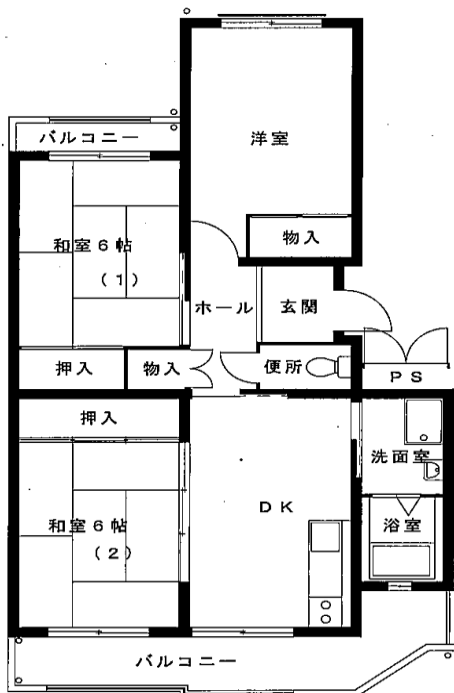 洋室
バルコニー
物入
和室6帖
(1)
ホール
玄関
押入
物入
便所
PS
押入
洗面室
和室6帖
(2)
DK
浴室
バルコニー